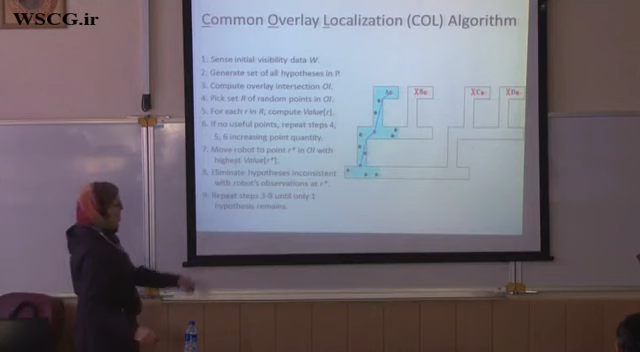 WSCG.ir
Common Overlay Localization (COL) Algorithm
1. Sense initial visibility data W.
2. Generate set of all hypotheses in P.
3. Compute overlay intersection OI.
4. Pick set R of random points in OI.
5. For each r in R, compute Value[r].
6. If no useful points, repeat steps 4,
5, 6 increasing point quantity.
7. Move robot to point r* in OI with
highest Value[r*].
8. Eliminate hypotheses inconsistent
with robot's observations at r*.
9. Repeat steps 3-8 until only 1
hypothesis remains.